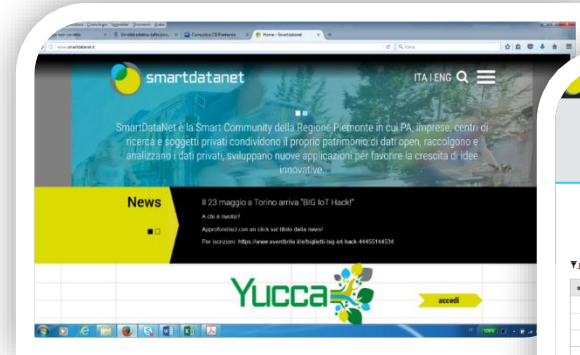 smartdatanet
ITA | ENG
SmartDataNet è la Smart Community della Regione Piemonte in cui PA, imprese, centri di
ricerca e soggetti privati condividono il proprio patrimonio di dati open, raccolgono e
analizzano i dati privati, sviluppano nuove applicazioni per favorire la crescita di idee
innovative.
News
Il 23 maggio a Torino arriva "BIG IoT Hack!"
A chi è rivolto?
Approfondisci con un click sul titolo della news!
Per iscrizioni: https://www.eventbrite.it/e/biglietti-big-iot-hack-44455144534
Yucca
accedi